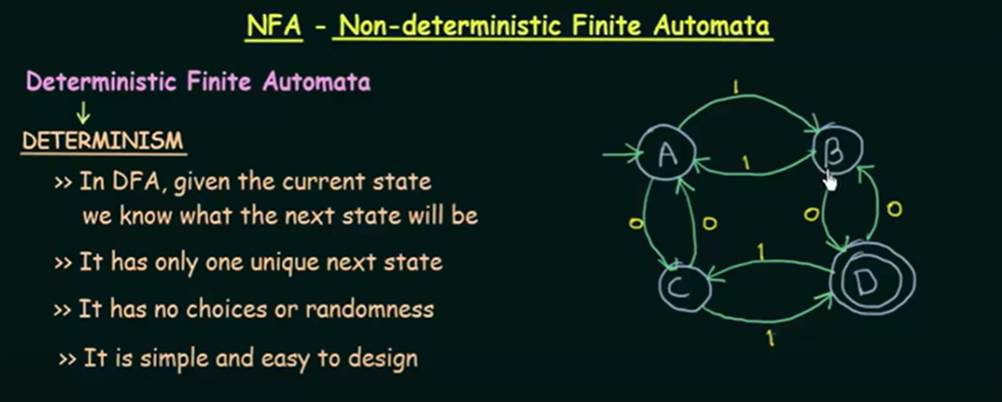 NFA - Non-deterministic Finite Automata
Deterministic Finite Automata
DETERMINISM
>> In DFA, given the current state
we know what the next state will be
>> It has only one unique next state
>> It has no choices or randomness
>> It is simple and easy to design
1
A
B
1
0
0
0
0
1
C
D
1